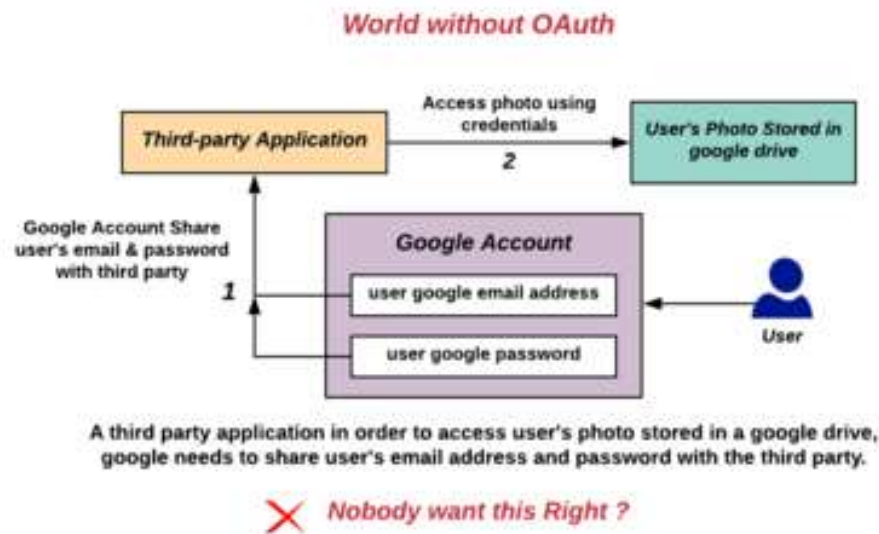 World without OAuth
Access photo using
credentials
Third-party Application
2
User's Photo Stored in
google drive
Google Account Share
user's email & password
with third party
1
Google Account
user google email address
user google password
User
A third party application in order to access user's photo stored in a google drive,
google needs to share user's email address and password with the third party.
Nobody want this Right ?